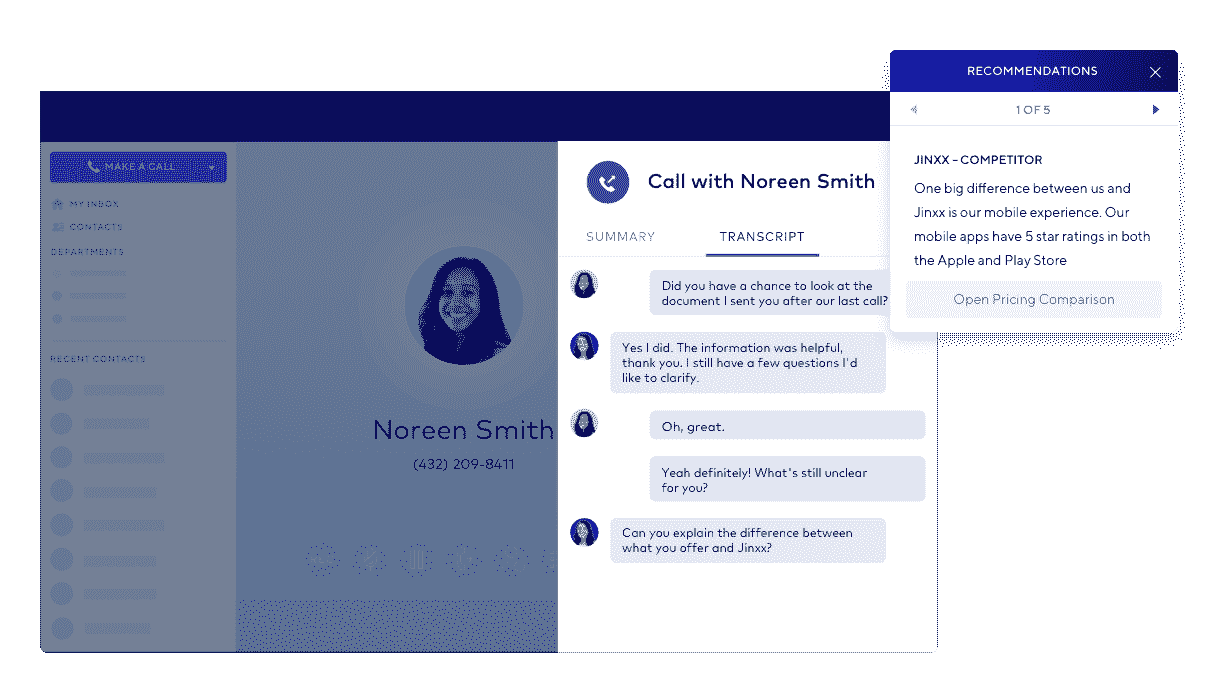 MAKE A CALL
MY INBOX
CONTACTS
DEPARTMENTS
RECENT CONTACTS
Noreen Smith
(432) 209-8411
Call with Noreen Smith
SUMMARY
TRANSCRIPT
Did you have a chance to look at the
document I sent you after our last call?
Yes I did. The information was helpful,
thank you. I still have a few questions I'd
like to clarify.
Oh, great.
Yeah definitely! What's still unclear
for you?
Can you explain the difference between
what you offer and Jinxx?
RECOMMENDATIONS
1 OF 5
JINXX - COMPETITOR
One big difference between us and
Jinxx is our mobile experience. Our
mobile apps have 5 star ratings in both
the Apple and Play Store
Open Pricing Comparison